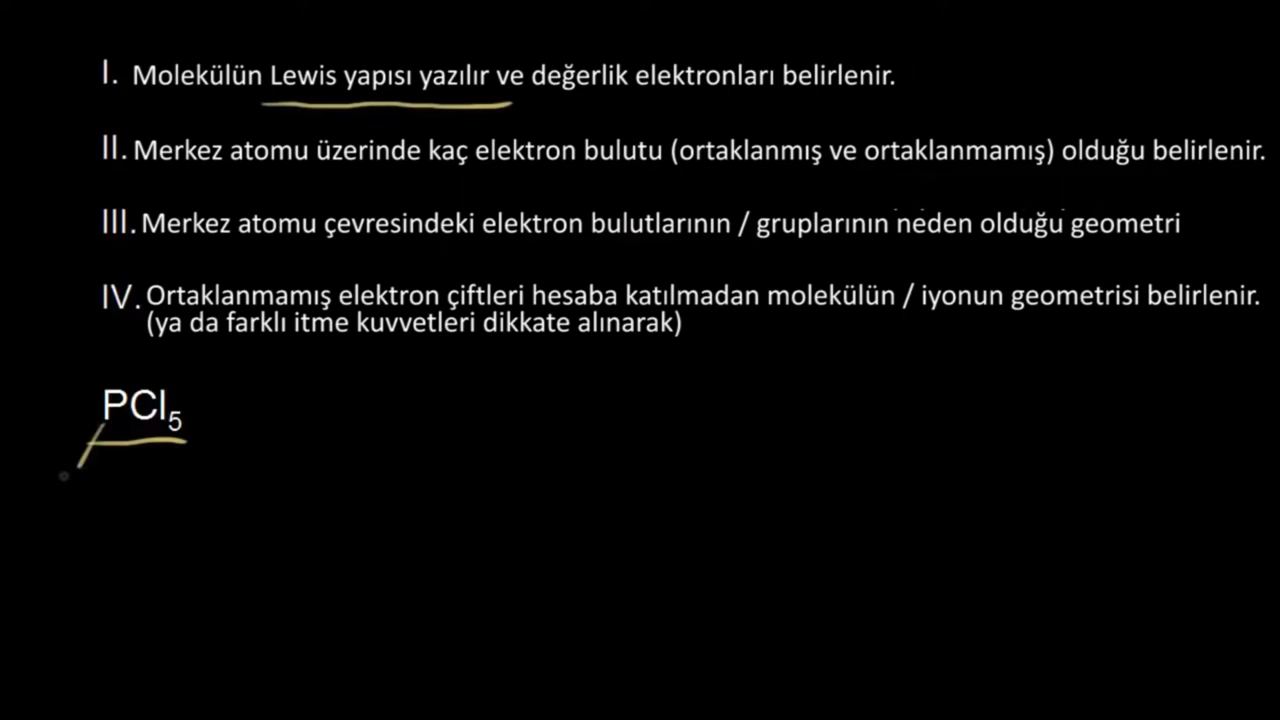 I. Molekülün Lewis yapısı yazılır ve değerlik elektronları belirlenir.
II. Merkez atomu üzerinde kaç elektron bulutu (ortaklanmış ve ortaklanmamış) olduğu belirlenir.
III. Merkez atomu çevresindeki elektron bulutlarının / gruplarının neden olduğu geometri
IV. Ortaklanmamış elektron çiftleri hesaba katılmadan molekülün / iyonun geometrisi belirlenir.
(ya da farklı itme kuvvetleri dikkate alınarak)
PCl₅